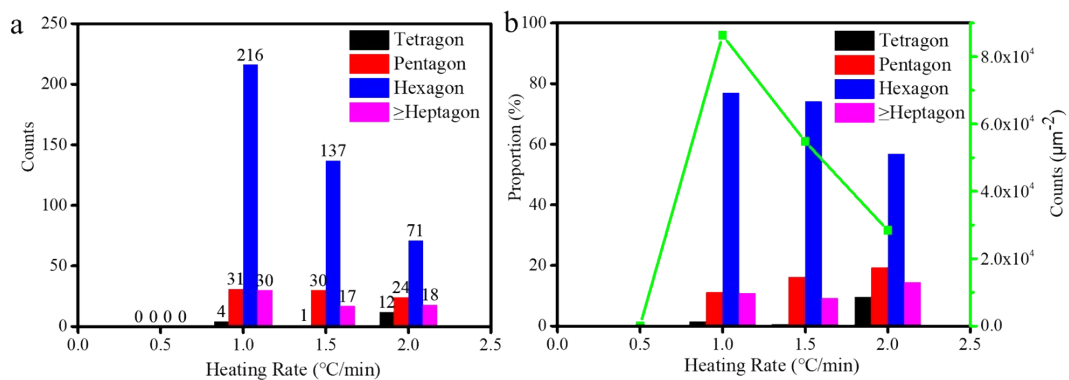 a
250
200
150
100
50
0
Counts
Tetragon
Pentagon
Hexagon
≥Heptagon
0 0 0 0
4
31
216
30
1
30
137
17
12
24
71
18
0.0 0.5 1.0 1.5 2.0 2.5
Heating Rate (℃/min)
b
100
80
60
40
20
0
Proportion (%)
Tetragon
Pentagon
Hexagon
≥Heptagon
8.0x10⁴
6.0x10⁴
4.0x10⁴
2.0x10⁴
0.0
Counts (µm⁻²)
0.0 0.5 1.0 1.5 2.0 2.5
Heating Rate (℃/min)